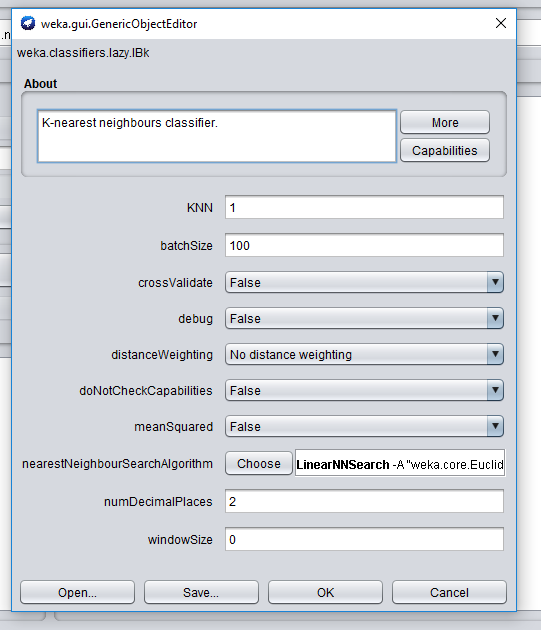 weka.gui.GenericObjectEditor
.n
weka.classifiers.lazy.IBk
About
K-nearest neighbours classifier.
More
Capabilities
KNN 1
batchSize 100
crossValidate False
debug False
distanceWeighting No distance weighting
doNotCheckCapabilities False
meanSquared False
nearestNeighbourSearchAlgorithm Choose LinearNNSearch -A "weka.core.Euclid
numDecimalPlaces 2
windowSize 0
Open... Save... OK Cancel